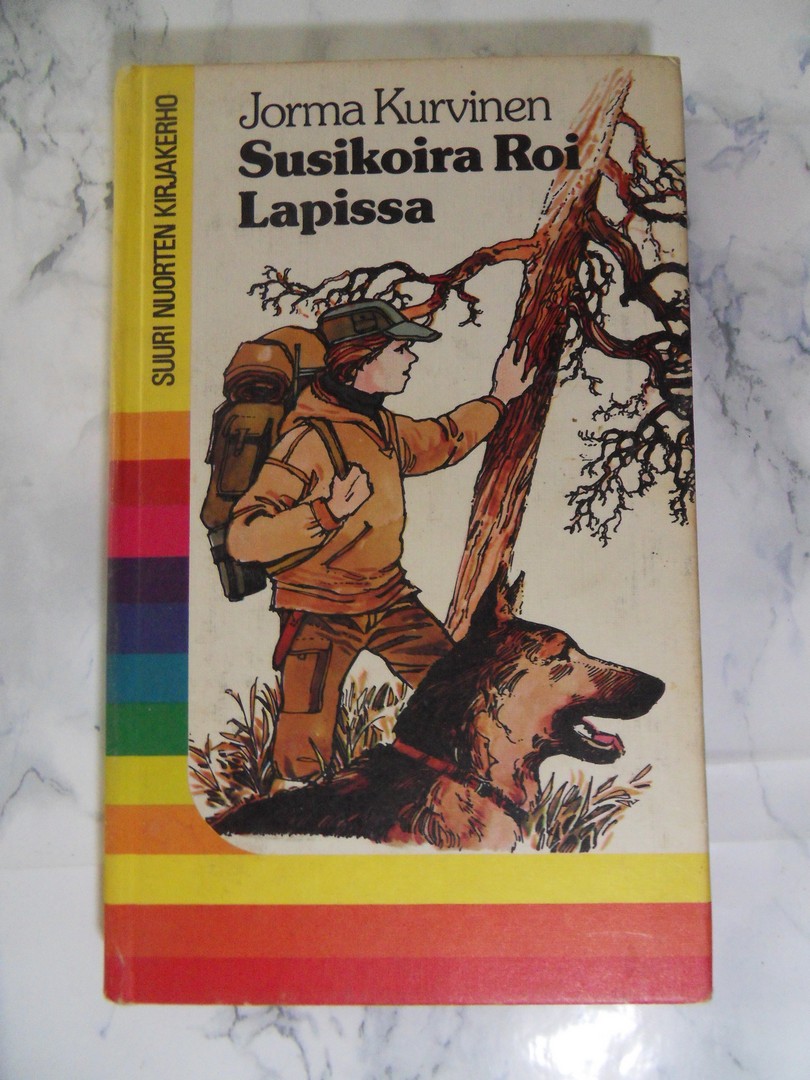 Jorma Kurvinen
Susikoira Roi
Lapissa
SUURI NUORTEN KIRJAKERHO